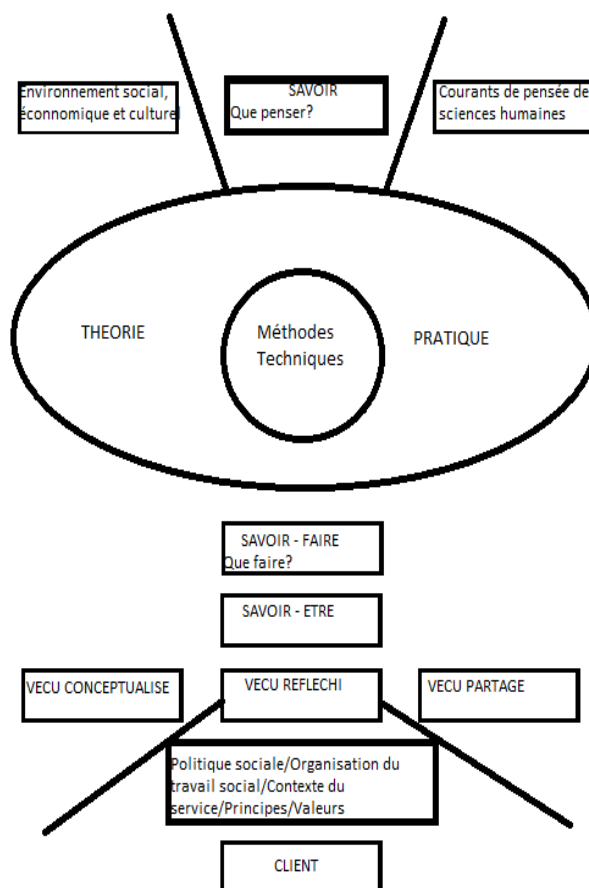 Environnement social,
économnique et culturel
SAVOIR
Que penser?
Courants de pensée de
sciences humaines
THEORIE
Méthodes
Techniques
PRATIQUE
SAVOIR - FAIRE
Que faire?
SAVOIR - ETRE
VECU CONCEPTUALISE
VECU REFLECHI
VECU PARTAGE
Politique sociale/Organisation du
travail social/Contexte du
service/Principes/Valeurs
CLIENT